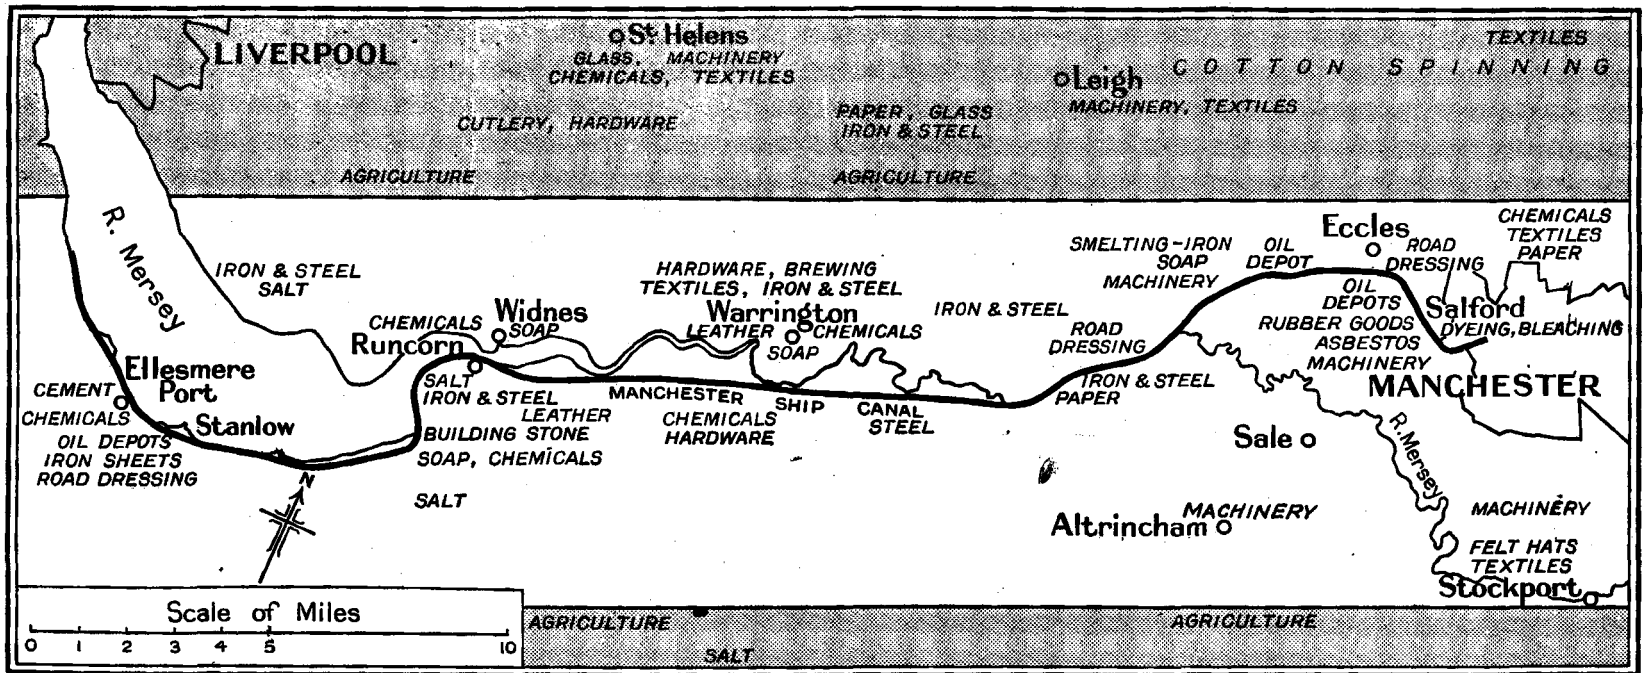 LIVERPOOL
St. Helens
GLASS, MACHINERY
CHEMICALS, TEXTILES
CUTLERY, HARDWARE
AGRICULTURE
PAPER, GLASS
IRON & STEEL
AGRICULTURE
Leigh
MACHINERY, TEXTILES
TEXTILES
COTTON SPINNING
R. Mersey
IRON & STEEL
SALT
CHEMICALS
Widnes
SOAP
Runcorn
HARDWARE, BREWING
TEXTILES, IRON & STEEL
Warrington
LEATHER
CHEMICALS
SOAP
IRON & STEEL
SMELTING-IRON
SOAP
MACHINERY
OIL
DEPOT
Eccles
ROAD
DRESSING
CHEMICALS
TEXTILES
PAPER
OIL
DEPOTS
RUBBER GOODS
ASBESTOS
MACHINERY
Salford
DYEING, BLEACHING
MANCHESTER
ROAD
DRESSING
IRON & STEEL
PAPER
Ellesmere
Port
CEMENT
CHEMICALS
Stanlow
OIL DEPOTS
IRON SHEETS
ROAD DRESSING
SALT
IRON & STEEL
LEATHER
BUILDING STONE
SOAP, CHEMICALS
SALT
MANCHESTER SHIP CANAL
CHEMICALS
HARDWARE
STEEL
Sale
R. Mersey
Altrincham
MACHINERY
MACHINERY
FELT HATS
TEXTILES
Stockport
N
Scale of Miles
0 1 2 3 4 5 10
AGRICULTURE
SALT
AGRICULTURE